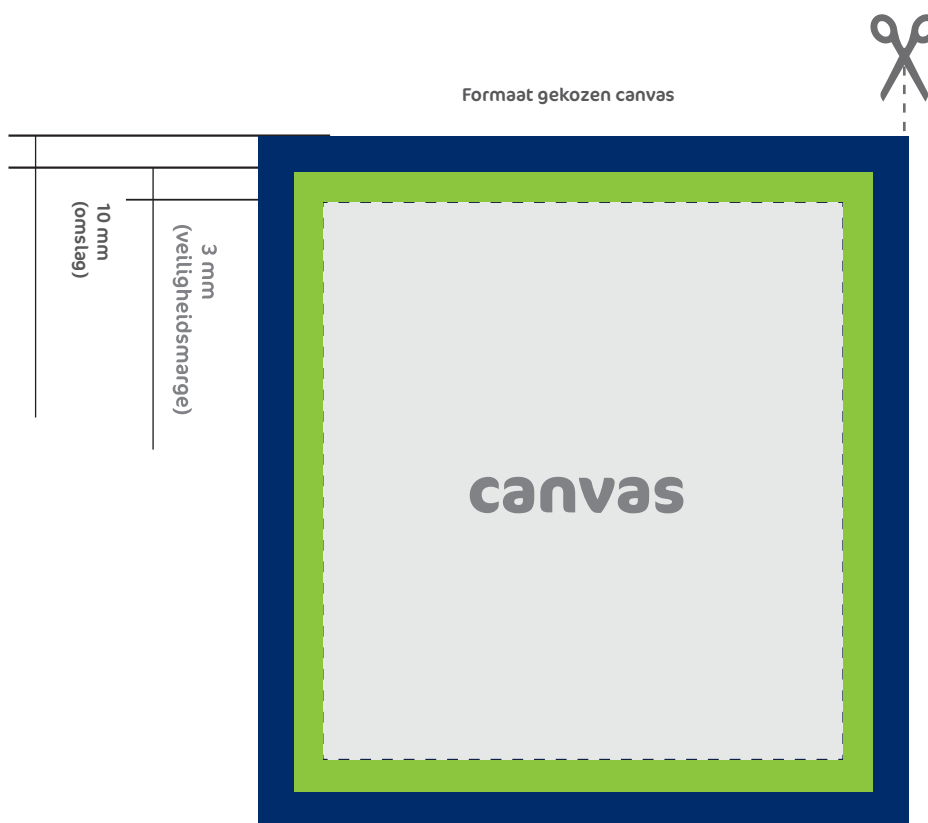 Formaat gekozen canvas
10 mm
(omslag)
3 mm
(veiligheidsmarge)
canvas